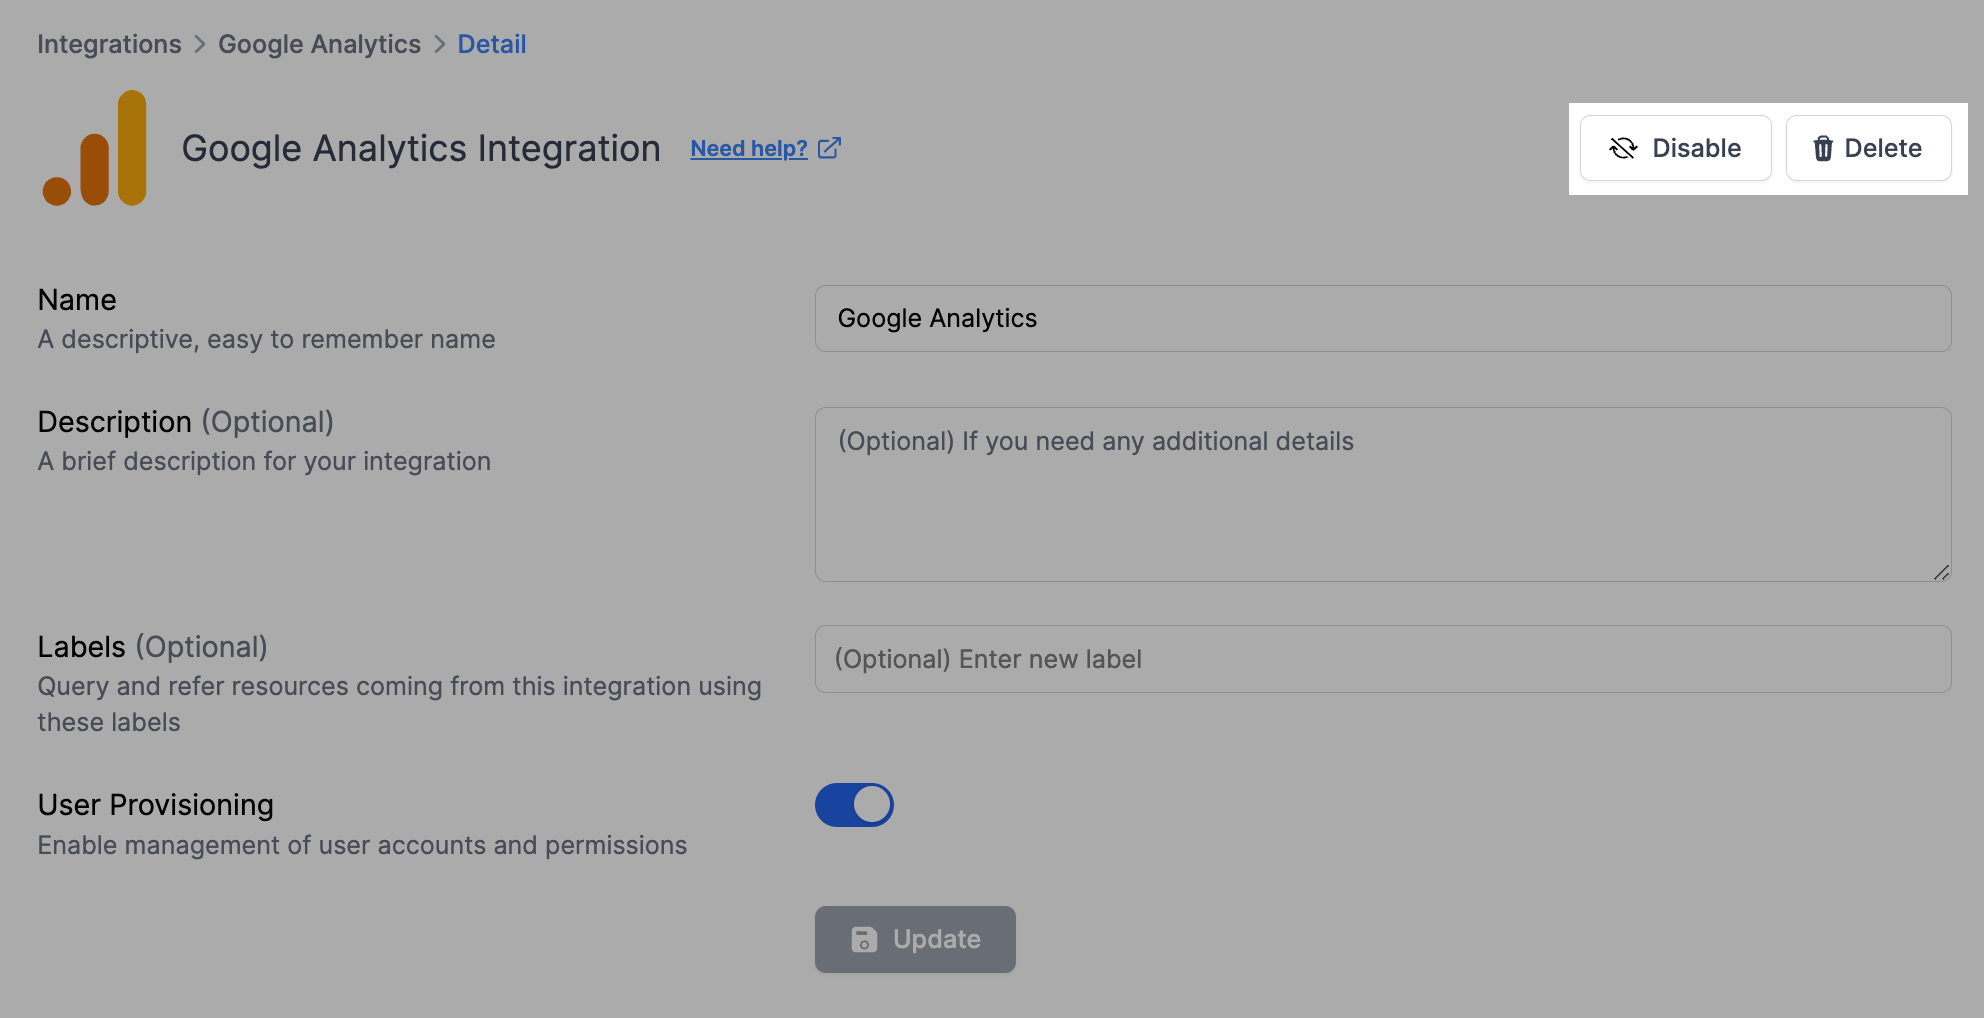 Integrations > Google Analytics > Detail
Google Analytics Integration Need help?
Disable Delete
Name
A descriptive, easy to remember name
Google Analytics
Description (Optional)
A brief description for your integration
(Optional) If you need any additional details
Labels (Optional)
Query and refer resources coming from this integration using
these labels
(Optional) Enter new label
User Provisioning
Enable management of user accounts and permissions
Update